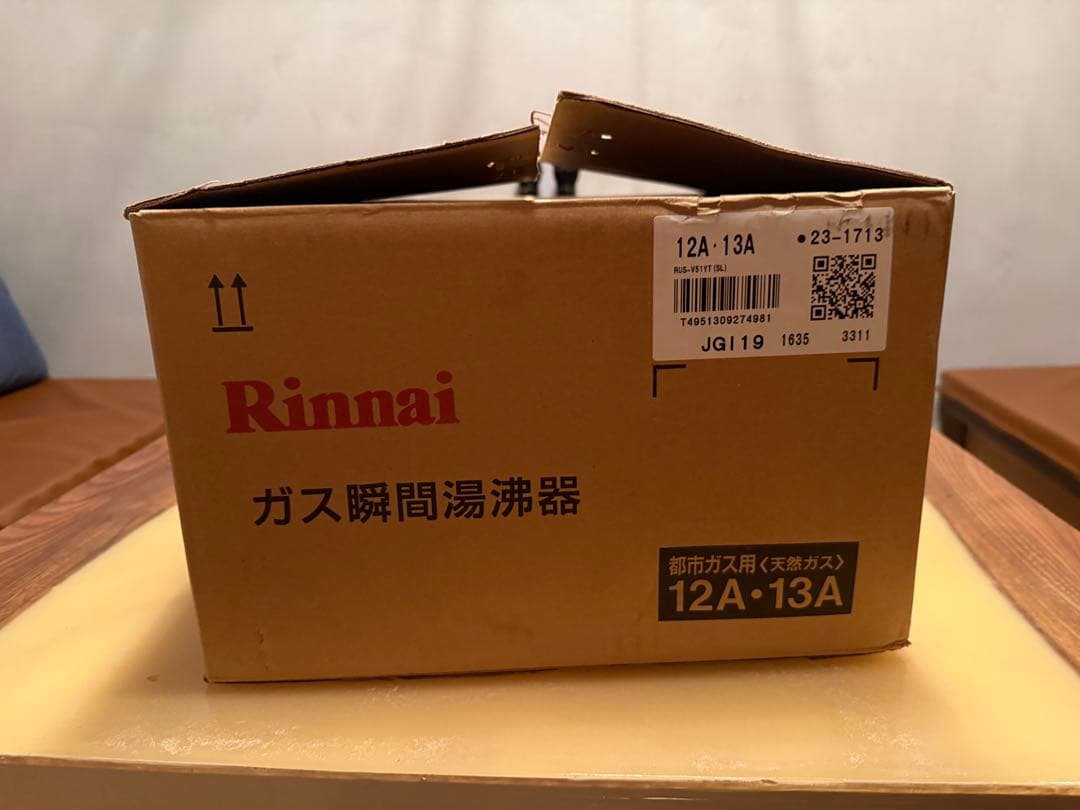 12A・13A ●23-1713
RUS-V51YT(SL)
T4951309274981
JGI19 1635 3311
Rinnai
ガス瞬間湯沸器
都市ガス用〈天然ガス〉
12A・13A